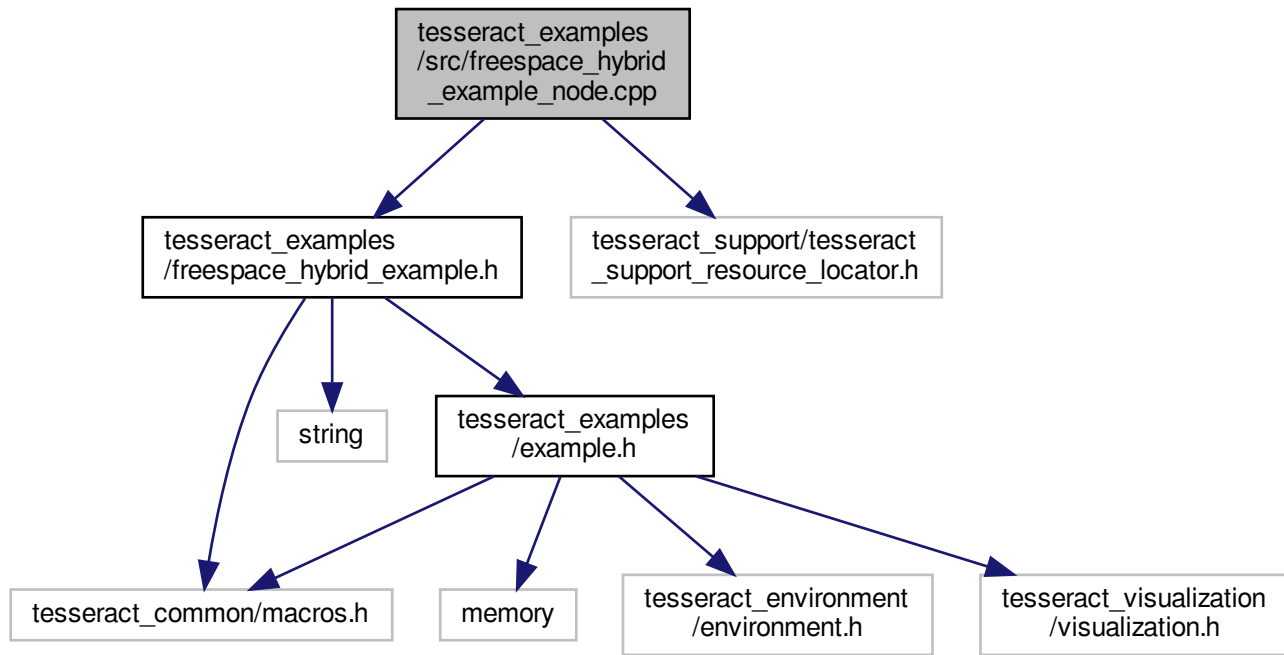 tesseract_examples
/src/freespace_hybrid
_example_node.cpp
tesseract_examples
/freespace_hybrid_example.h
tesseract_support/tesseract
_support_resource_locator.h
string
tesseract_examples
/example.h
tesseract_common/macros.h
memory
tesseract_environment
/environment.h
tesseract_visualization
/visualization.h